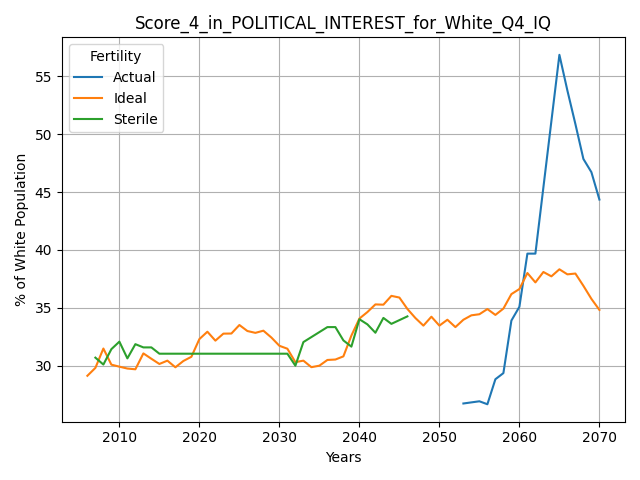 Score_4_in_POLITICAL_INTEREST_for_White_Q4_IQ
Fertility
Actual
Ideal
Sterile
% of White Population
55
50
45
40
35
30
2010 2020 2030 2040 2050 2060 2070
Years